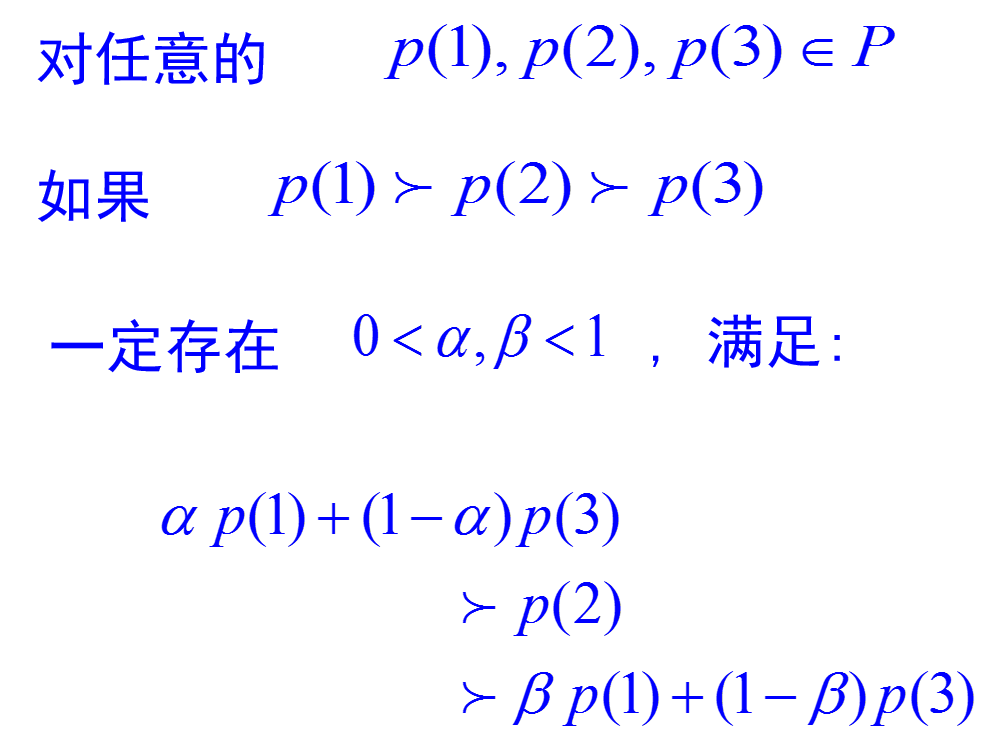 对任意的 p(1), p(2), p(3) ∈ P
如果 p(1) ≻ p(2) ≻ p(3)
一定存在 0 < α, β < 1 , 满足:
α p(1) + (1 − α) p(3)
≻ p(2)
≻ β p(1) + (1 − β) p(3)